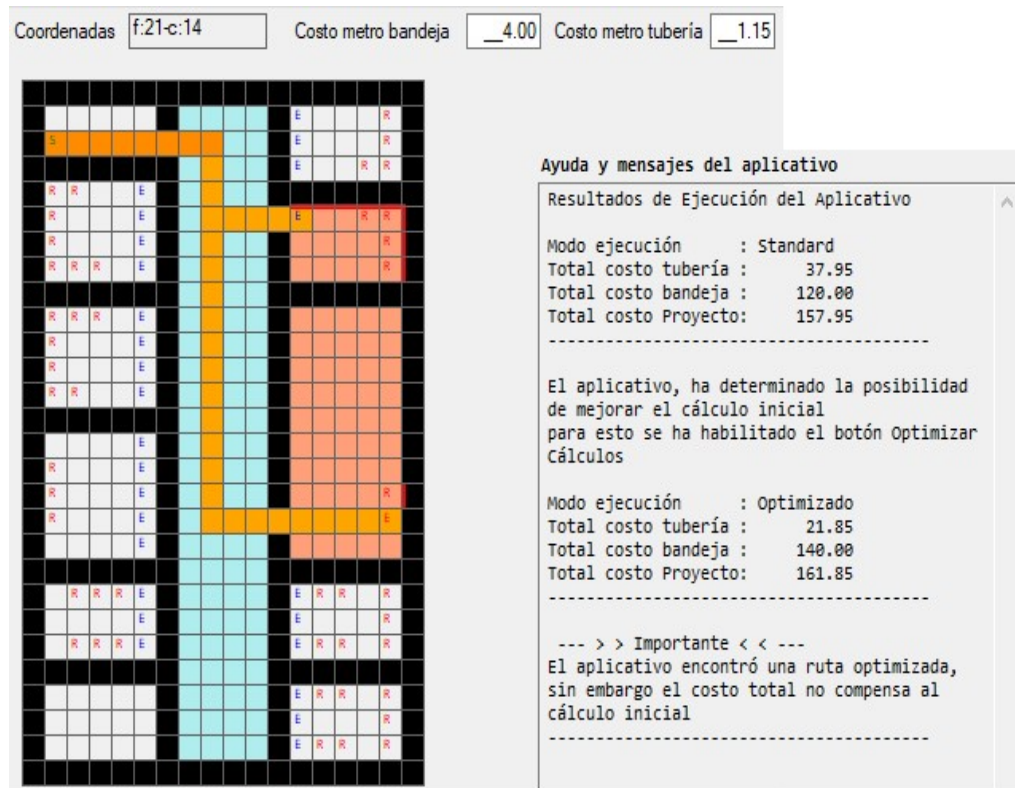 Coordenadas f:21-c:14 Costo metro bandeja __4.00 Costo metro tubería __1.15
E R
S E R
E R R
R R E
R E E R R
R E R
R R R E R
R R R E
R E
R E
R R E
E
R E
R E R
R E E
E
R R R E E R R R
E E R
R R R E E R R R
E R R R
E R
E R R R
Ayuda y mensajes del aplicativo
Resultados de Ejecución del Aplicativo
Modo ejecución : Standard
Total costo tubería : 37.95
Total costo bandeja : 120.00
Total costo Proyecto: 157.95
----------------------------------------
El aplicativo, ha determinado la posibilidad
de mejorar el cálculo inicial
para esto se ha habilitado el botón Optimizar
Cálculos
Modo ejecución : Optimizado
Total costo tubería : 21.85
Total costo bandeja : 140.00
Total costo Proyecto: 161.85
----------------------------------------
--- > > Importante < < ---
El aplicativo encontró una ruta optimizada,
sin embargo el costo total no compensa al
cálculo inicial
----------------------------------------